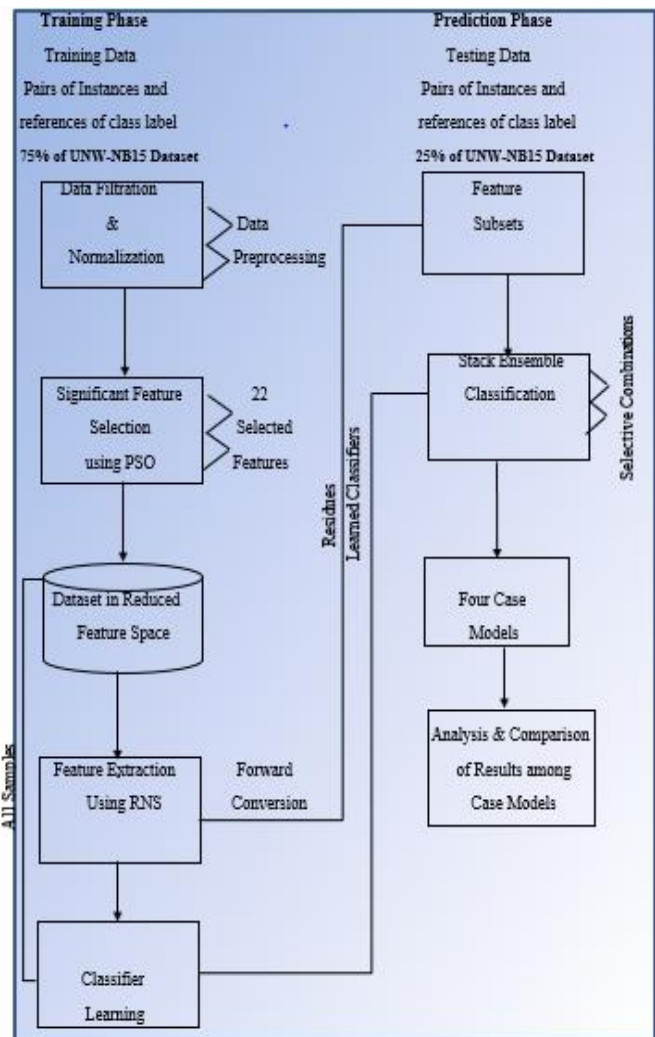 Training Phase
Training Data
Pairs of Instances and
references of class label
75% of UNW-NB15 Dataset
Data Filtration
&
Normalization
Data
Preprocessing
Significant Feature
Selection
using PSO
22
Selected
Features
Dataset in Reduced
Feature Space
All Samples
Feature Extraction
Using RNS
Forward
Conversion
Classifier
Learning
Residues
Learned Classifiers
Prediction Phase
Testing Data
Pairs of Instances and
references of class label
25% of UNW-NB15 Dataset
Feature
Subsets
Stack Ensemble
Classification
Selective Combinations
Four Case
Models
Analysis & Comparison
of Results among
Case Models